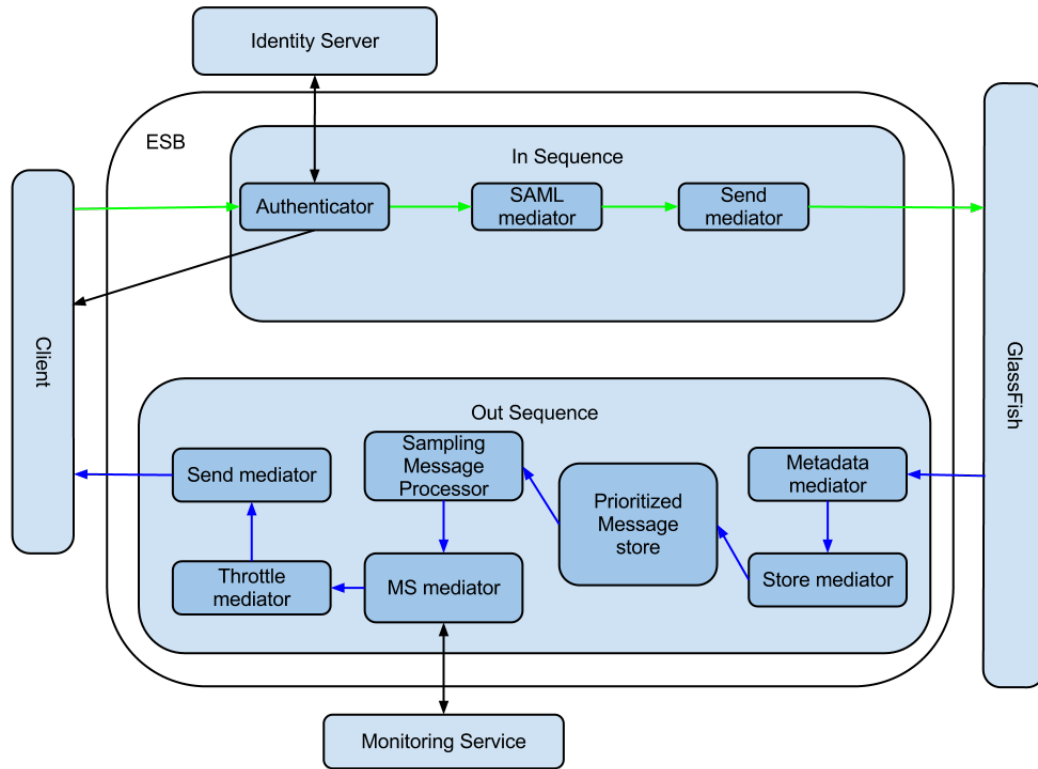 Identity Server
ESB
In Sequence
Authenticator
SAML
mediator
Send
mediator
Client
GlassFish
Out Sequence
Send mediator
Sampling
Message
Processor
Prioritized
Message
store
Metadata
mediator
Throttle
mediator
MS mediator
Store mediator
Monitoring Service